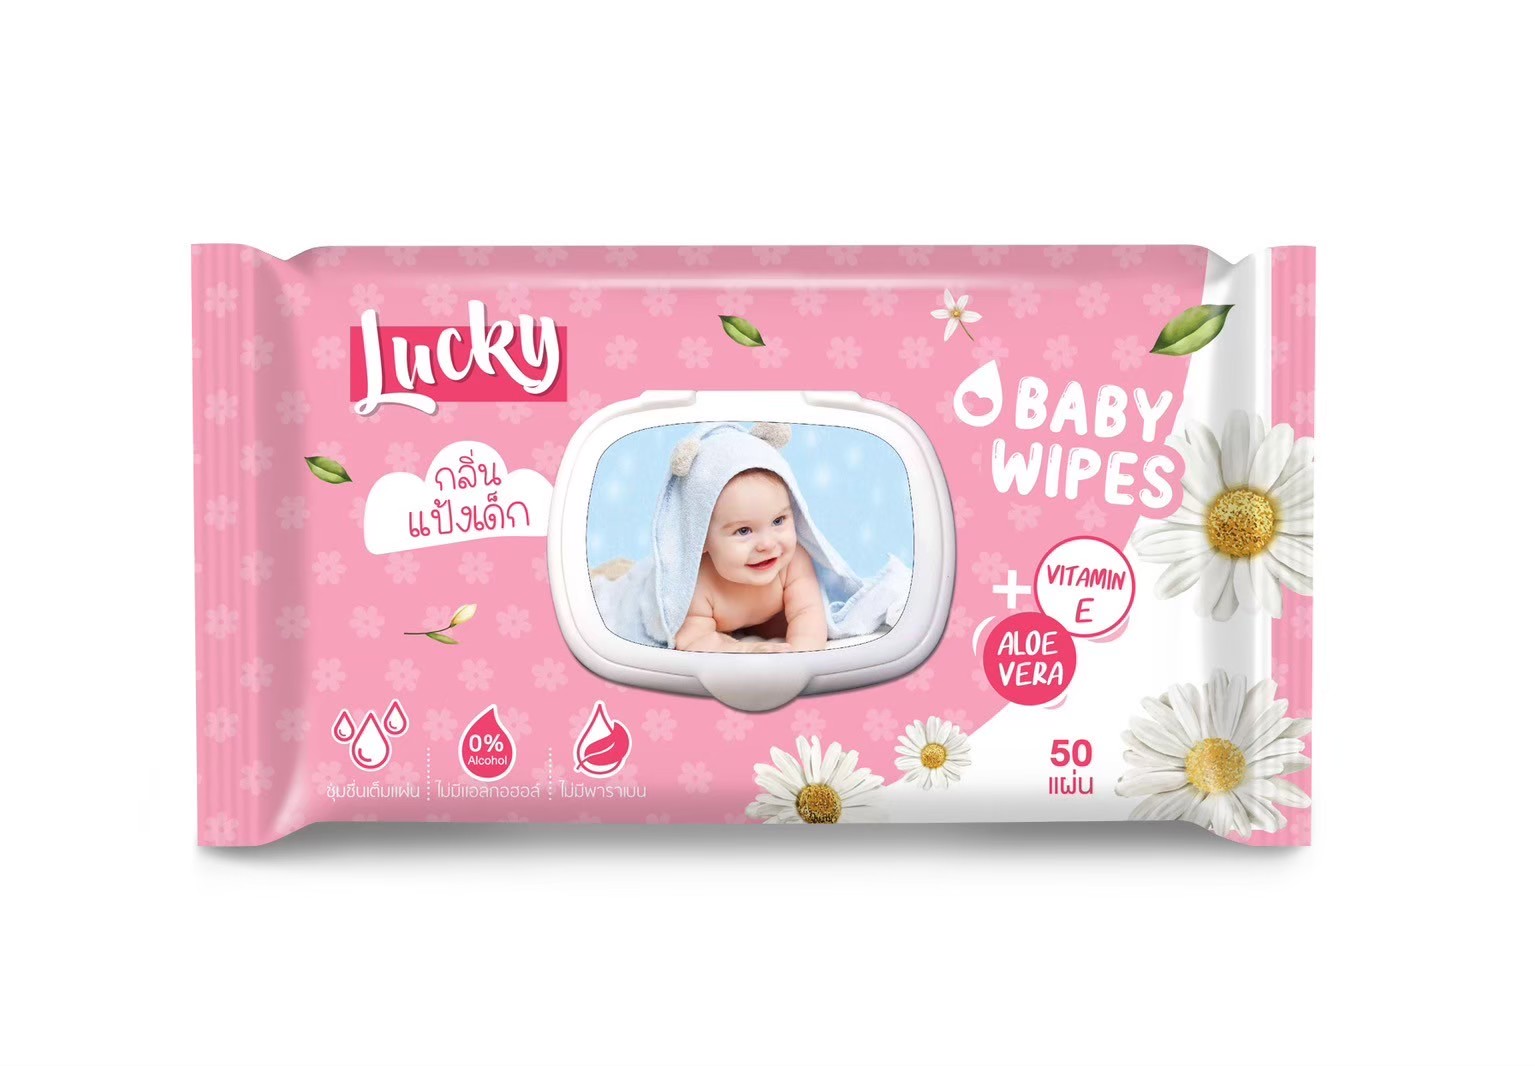 Lucky
กลิ่น
แป้งเด็ก
BABY
WIPES
+
VITAMIN
E
ALOE
VERA
0%
Alcohol
ชุ่มชื่นเต็มแผ่น
ไม่มีแอลกอฮอล์
ไม่มีพาราเบน
50
แผ่น